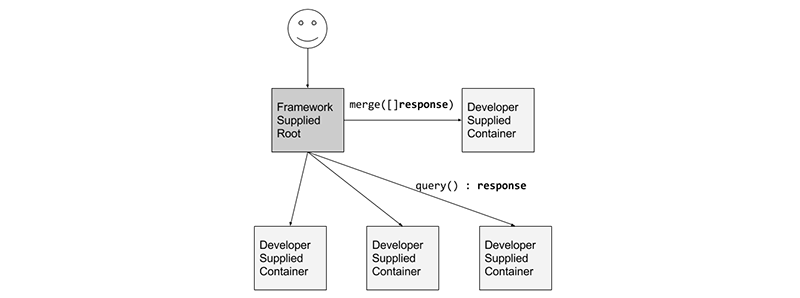 Framework
Supplied
Root
merge([]response)
Developer
Supplied
Container
query() : response
Developer
Supplied
Container
Developer
Supplied
Container
Developer
Supplied
Container